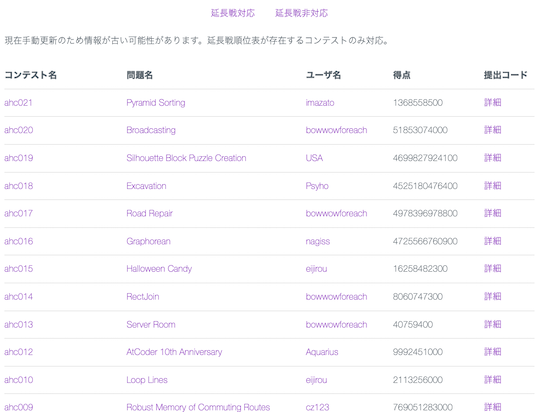 延長戦対応 延長戦非対応
現在手動更新のため情報が古い可能性があります。延長戦順位表が存在するコンテストのみ対応。
コンテスト名 問題名 ユーザ名 得点 提出コード
ahc021 Pyramid Sorting imazato 1368558500 詳細
ahc020 Broadcasting bowwowforeach 51853074000 詳細
ahc019 Silhouette Block Puzzle Creation USA 4699827924100 詳細
ahc018 Excavation Psyho 4525180476400 詳細
ahc017 Road Repair bowwowforeach 4978396978800 詳細
ahc016 Graphorean nagiss 4725566760900 詳細
ahc015 Halloween Candy eijirou 16258482300 詳細
ahc014 RectJoin bowwowforeach 8060747300 詳細
ahc013 Server Room bowwowforeach 40759400 詳細
ahc012 AtCoder 10th Anniversary Aquarius 9992451000 詳細
ahc010 Loop Lines eijirou 2113256000 詳細
ahc009 Robust Memory of Commuting Routes cz123 769051283000 詳細